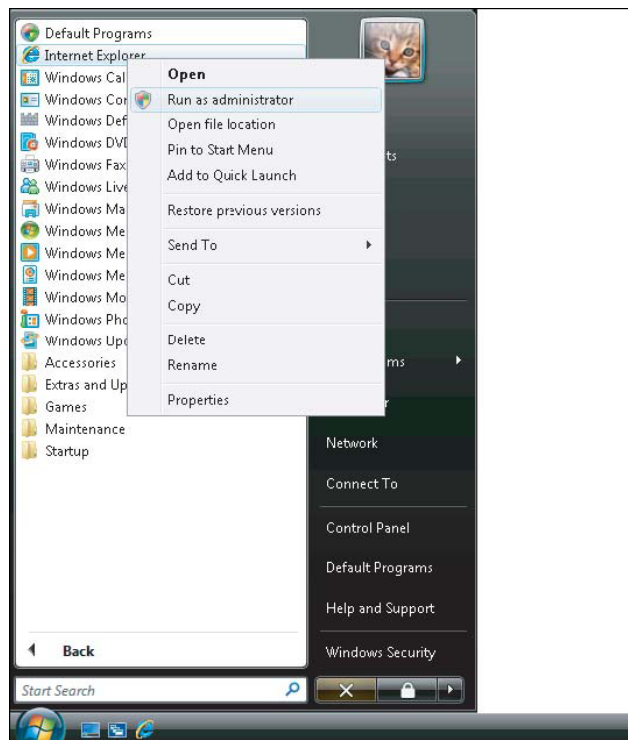 Default Programs
Internet Explorer
Windows Cal
Windows Con
Windows Def
Windows DVD
Windows Fax
Windows Live
Windows Ma
Windows Me
Windows Me
Windows Me
Windows Mo
Windows Pho
Windows Upd
Accessories
Extras and Up
Games
Maintenance
Startup
Back
Start Search
Open
Run as administrator
Open file location
Pin to Start Menu
Add to Quick Launch
Restore previous versions
Send To
Cut
Copy
Delete
Rename
Properties
ts
ms
r
Network
Connect To
Control Panel
Default Programs
Help and Support
Windows Security